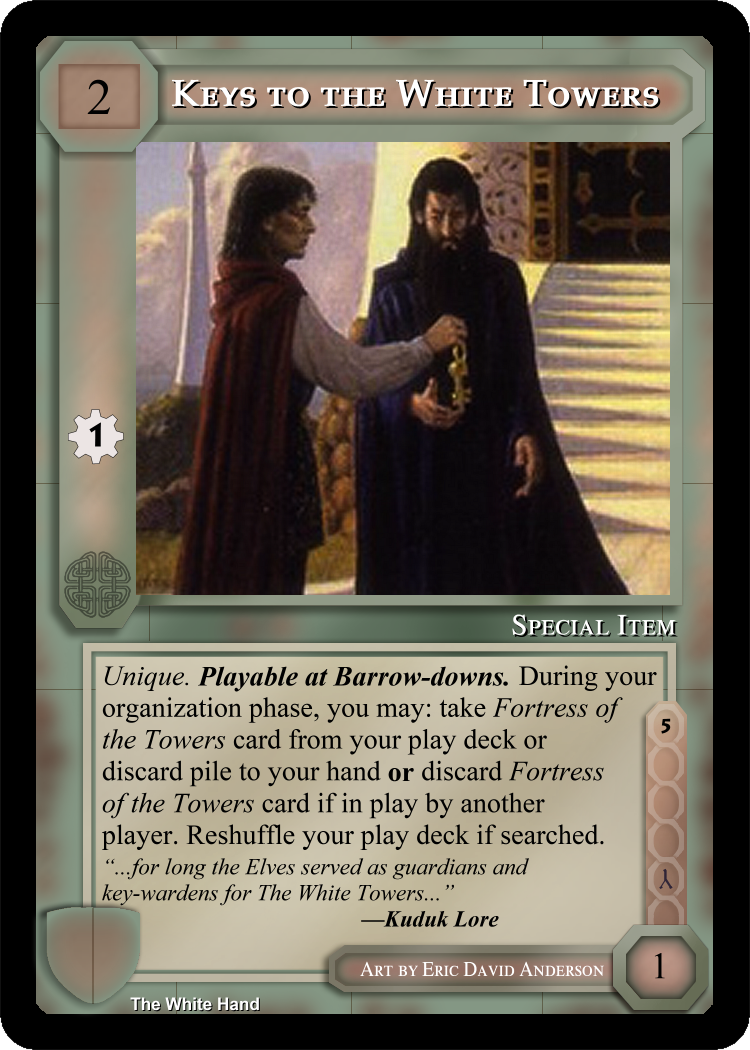 2
Keys to the White Towers
1
Special Item
Unique. Playable at Barrow-downs. During your
organization phase, you may: take Fortress of
the Towers card from your play deck or
discard pile to your hand or discard Fortress
of the Towers card if in play by another
player. Reshuffle your play deck if searched.
“...for long the Elves served as guardians and
key-wardens for The White Towers...”
—Kuduk Lore
5
Art by Eric David Anderson
1
The White Hand